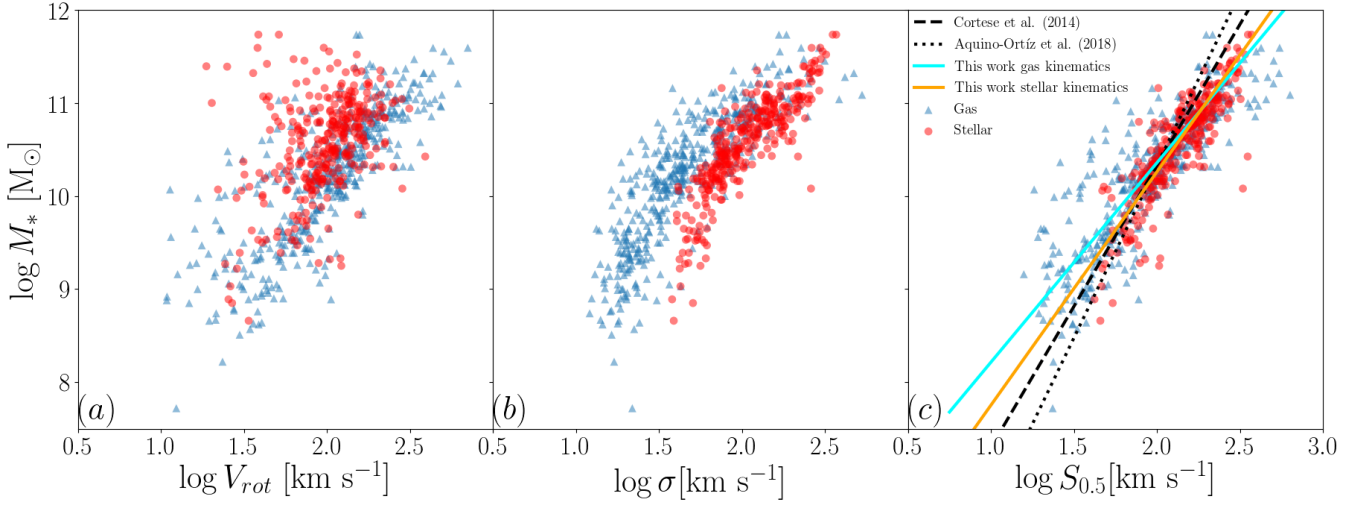 12
11
10
9
8
log M* [M⊙]
(a)
(b)
(c)
Cortese et al. (2014)
Aquino-Ortíz et al. (2018)
This work gas kinematics
This work stellar kinematics
Gas
Stellar
0.5 1.0 1.5 2.0 2.5 0.5 1.0 1.5 2.0 2.5 0.5 1.0 1.5 2.0 2.5 3.0
log V_rot [km s⁻¹] log σ[km s⁻¹] log S_0.5[km s⁻¹]